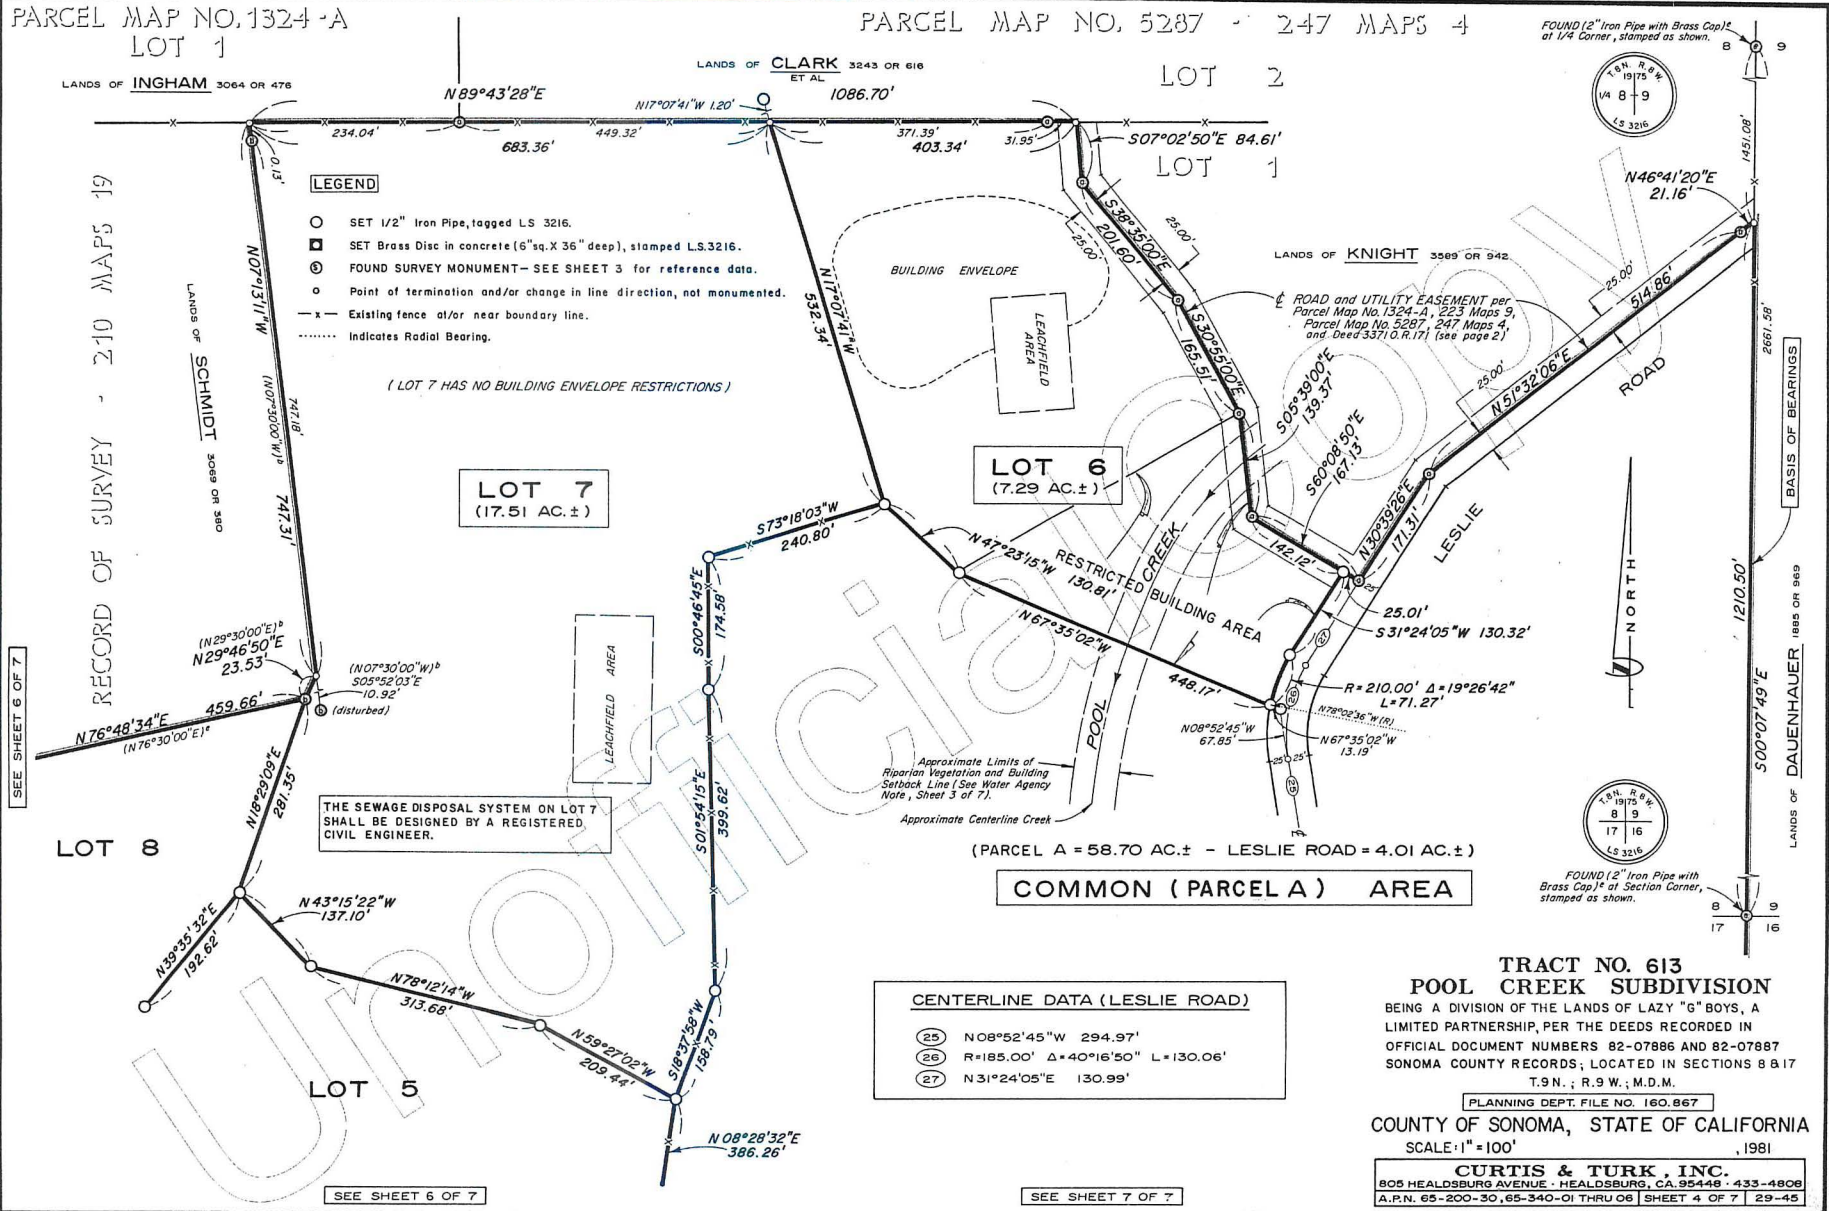 PARCEL MAP NO. 1324-A
LOT 1
PARCEL MAP NO. 5287 - 247 MAPS 4
LOT 2
LOT 1
LANDS OF INGHAM 3064 OR 476
LANDS OF CLARK 3243 OR 616
ET AL
N89°43'28"E
N17°07'41"W 1.20'
1086.70'
234.04'
449.32'
371.39'
31.95'
683.36'
403.34'
S07°02'50"E 84.61'
FOUND (2" Iron Pipe with Brass Cap)ᵉ
at 1/4 Corner, stamped as shown.
8 9
T.8N. R.8W.
1975
1/4 8 9
LS 3216
1451.08'
N46°41'20"E
21.16'
0.13'
RECORD OF SURVEY - 210 MAPS 19
LANDS OF SCHMIDT 3069 OR 380
N07°13'11"W
(N07°30'00"W)ᵇ
747.18'
747.31'
LEGEND
SET 1/2" Iron Pipe, tagged LS 3216.
SET Brass Disc in concrete (6"sq. X 36" deep), stamped L.S.3216.
FOUND SURVEY MONUMENT— SEE SHEET 3 for reference data.
Point of termination and/or change in line direction, not monumented.
—x— Existing fence at/or near boundary line.
........ Indicates Radial Bearing.
( LOT 7 HAS NO BUILDING ENVELOPE RESTRICTIONS )
N17°07'41"W
532.34'
BUILDING ENVELOPE
LEACHFIELD
AREA
S38°35'00"E
201.60'
25.00'
25.00'
LANDS OF KNIGHT 3589 OR 942
℄ ROAD and UTILITY EASEMENT per
Parcel Map No. 1324-A, 223 Maps 9,
Parcel Map No. 5287, 247 Maps 4,
and Deed 3371 O.R. 171 (see page 2)
S30°55'00"E
165.51'
S05°39'00"E
139.37'
S60°08'50"E
167.13'
142.12'
25.00'
25.00'
514.86'
N51°32'06"E
LESLIE ROAD
N30°39'26"E
171.31'
2661.58'
BASIS OF BEARINGS
1210.50'
S00°07'49"E
LANDS OF DAUENHAUER 1885 OR 969
NORTH
LOT 7
(17.51 AC.±)
LOT 6
(7.29 AC.±)
S73°18'03"W
240.80'
N47°23'15"W
130.81'
RESTRICTED BUILDING AREA
POOL CREEK
N67°35'02"W
448.17'
25
25.01'
S31°24'05"W 130.32'
27
26
R=210.00' Δ=19°26'42"
L=71.27'
N78°02'36"W(R)
N08°52'45"W
67.85'
N67°35'02"W
13.19'
25' 25'
25
℄
S00°46'45"E
174.58'
LEACHFIELD AREA
S01°54'15"E
399.62'
(N29°30'00"E)ᵇ
N29°46'50"E
23.53'
(N07°30'00"W)ᵇ
S05°52'03"E
10.92'
(disturbed)
N76°48'34"E 459.66'
(N76°30'00"E)ᵉ
SEE SHEET 6 OF 7
N18°29'09"E
281.35'
THE SEWAGE DISPOSAL SYSTEM ON LOT 7
SHALL BE DESIGNED BY A REGISTERED
CIVIL ENGINEER.
LOT 8
Approximate Limits of
Riparian Vegetation and Building
Setback Line (See Water Agency
Note, Sheet 3 of 7).
Approximate Centerline Creek
(PARCEL A = 58.70 AC.± - LESLIE ROAD = 4.01 AC.±)
COMMON (PARCEL A) AREA
T.8N. R.8W.
1975
8 9
17 16
LS 3216
FOUND (2" Iron Pipe with
Brass Cap)ᵉ at Section Corner,
stamped as shown.
8 9
17 16
N39°35'32"E
192.62'
N43°15'22"W
137.10'
N78°12'14"W
313.68'
N59°27'02"W
209.44'
S18°37'58"W
158.79'
LOT 5
N08°28'32"E
386.26'
CENTERLINE DATA (LESLIE ROAD)
25 N08°52'45"W 294.97'
26 R=185.00' Δ=40°16'50" L=130.06'
27 N31°24'05"E 130.99'
TRACT NO. 613
POOL CREEK SUBDIVISION
BEING A DIVISION OF THE LANDS OF LAZY "G" BOYS, A
LIMITED PARTNERSHIP, PER THE DEEDS RECORDED IN
OFFICIAL DOCUMENT NUMBERS 82-07886 AND 82-07887
SONOMA COUNTY RECORDS; LOCATED IN SECTIONS 8 & 17
T.9N.; R.9W.; M.D.M.
PLANNING DEPT. FILE NO. 160.867
COUNTY OF SONOMA, STATE OF CALIFORNIA
SCALE: 1"=100' , 1981
CURTIS & TURK, INC.
805 HEALDSBURG AVENUE · HEALDSBURG, CA. 95448 · 433-4808
A.P.N. 65-200-30, 65-340-01 THRU 06 SHEET 4 OF 7 29-45
SEE SHEET 6 OF 7
SEE SHEET 7 OF 7
Unofficial Copy